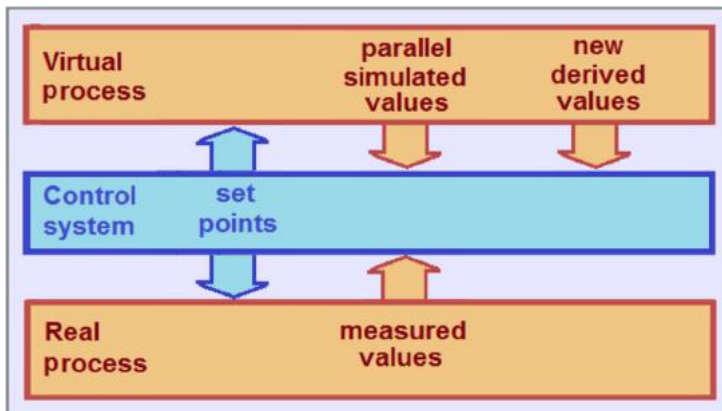 Virtual
process
parallel
simulated
values
new
derived
values
Control
system
set
points
Real
process
measured
values